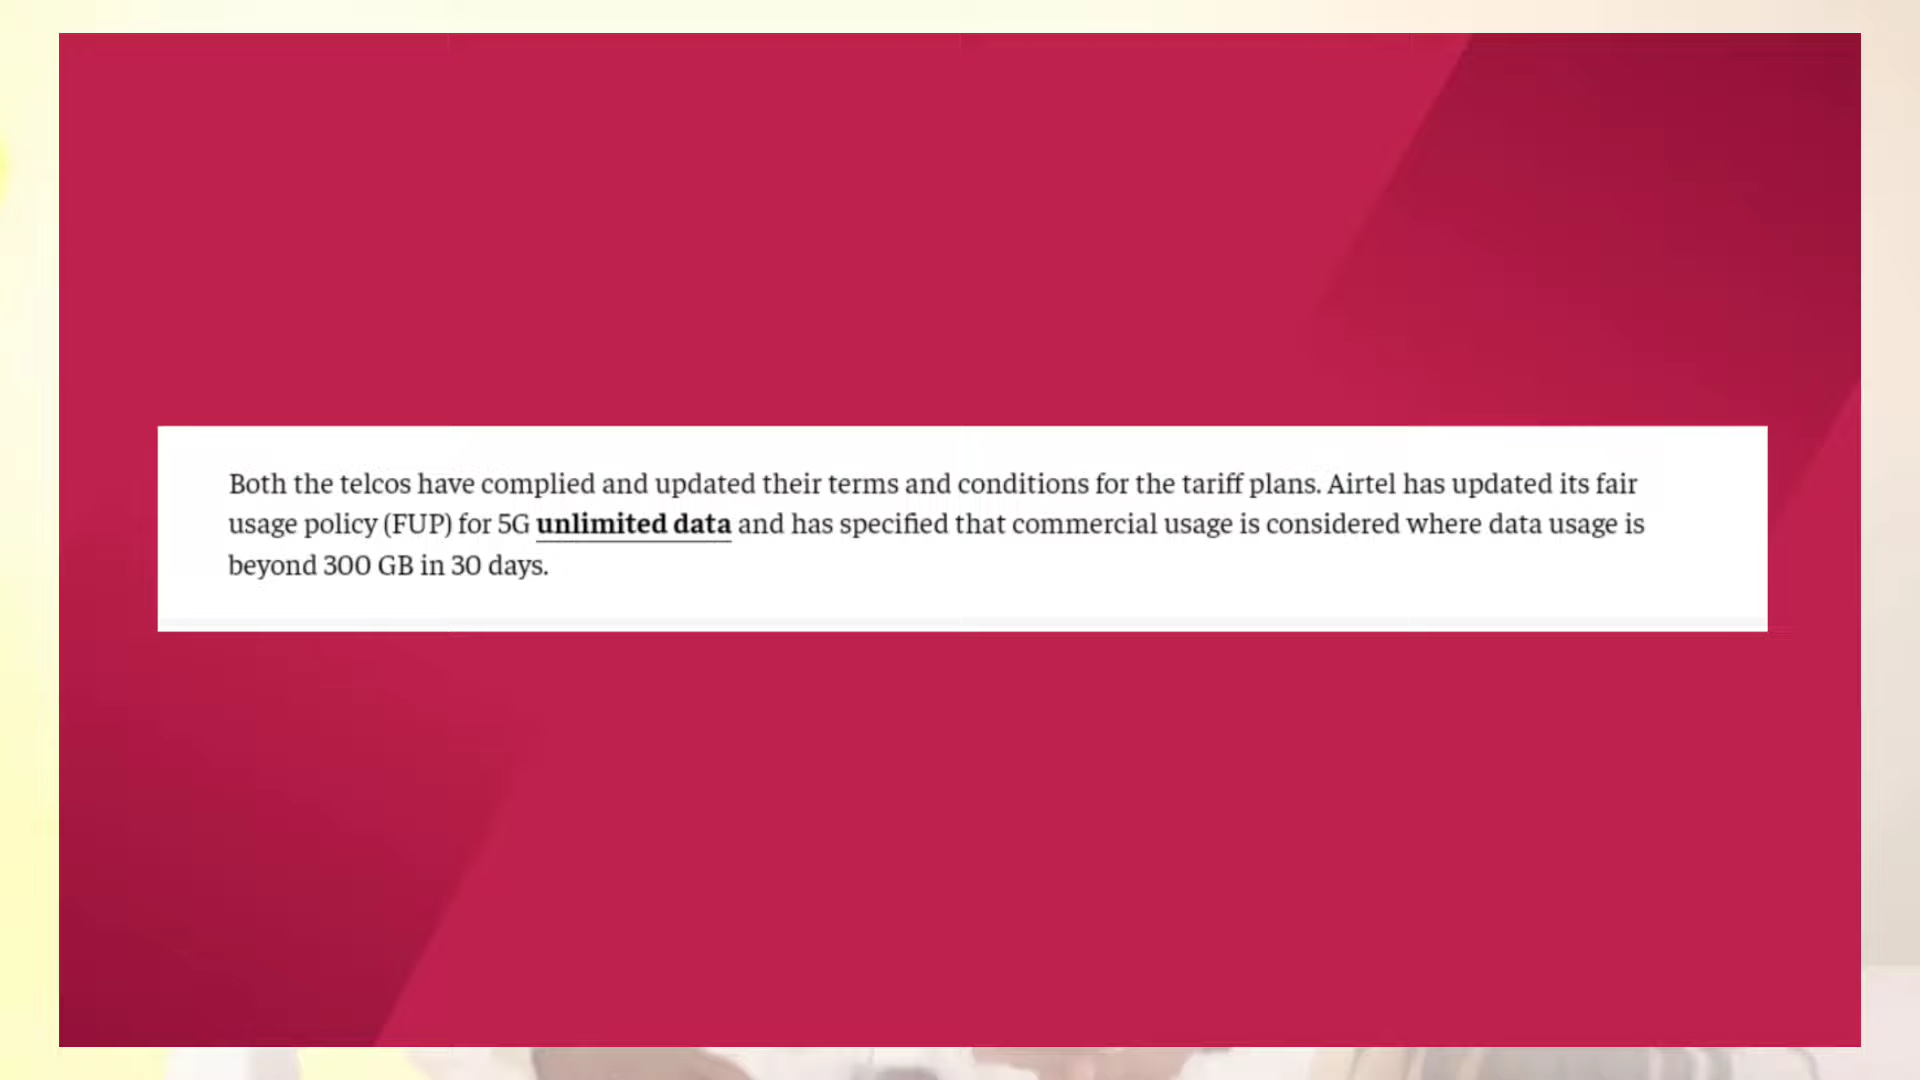 Both the telcos have complied and updated their terms and conditions for the tariff plans. Airtel has updated its fair
usage policy (FUP) for 5G unlimited data and has specified that commercial usage is considered where data usage is
beyond 300 GB in 30 days.